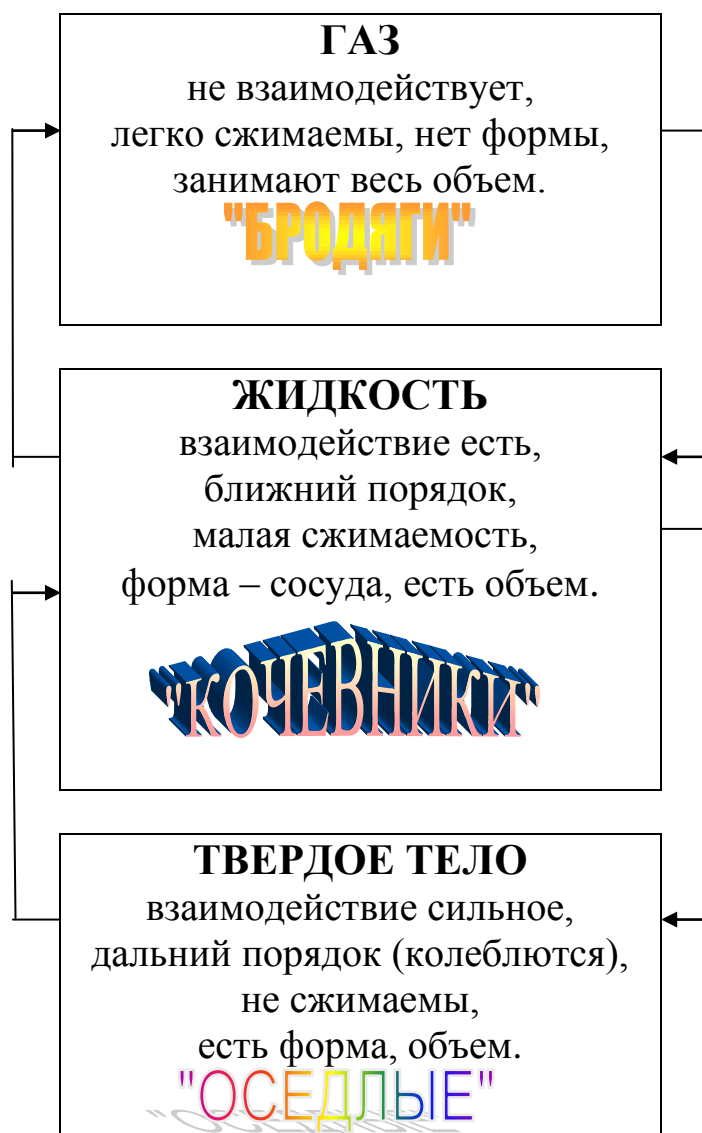 ГАЗ
не взаимодействует,
легко сжимаемы, нет формы,
занимают весь объем.
"БРОДЯГИ"
ЖИДКОСТЬ
взаимодействие есть,
ближний порядок,
малая сжимаемость,
форма – сосуда, есть объем.
"КОЧЕВНИКИ"
ТВЕРДОЕ ТЕЛО
взаимодействие сильное,
дальний порядок (колеблются),
не сжимаемы,
есть форма, объем.
"ОСЕДЛЫЕ"